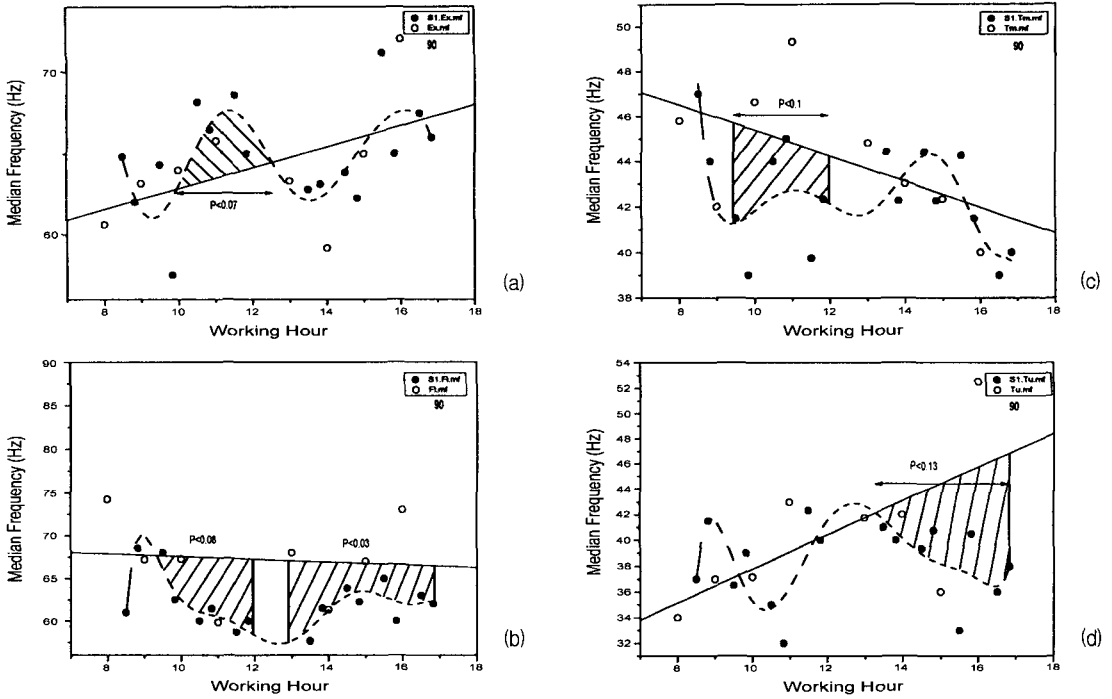 S1.Ex.mf
Ex.mf
90
Median Frequency (Hz)
70
60
P<0.07
8 10 12 14 16 18
Working Hour
(a)
S1.Tm.mf
Tm.mf
90
Median Frequency (Hz)
50
48
46
44
42
40
38
P<0.1
8 10 12 14 16 18
Working Hour
(c)
S1.Fl.mf
Fl.mf
90
Median Frequency (Hz)
90
85
80
75
70
65
60
P<0.03
8 10 12 14 16 18
Working Hour
(b)
S1.Tu.mf
Tu.mf
90
Median Frequency (Hz)
54
52
50
48
46
44
42
40
38
36
34
32
P<0.13
8 10 12 14 16 18
Working Hour
(d)